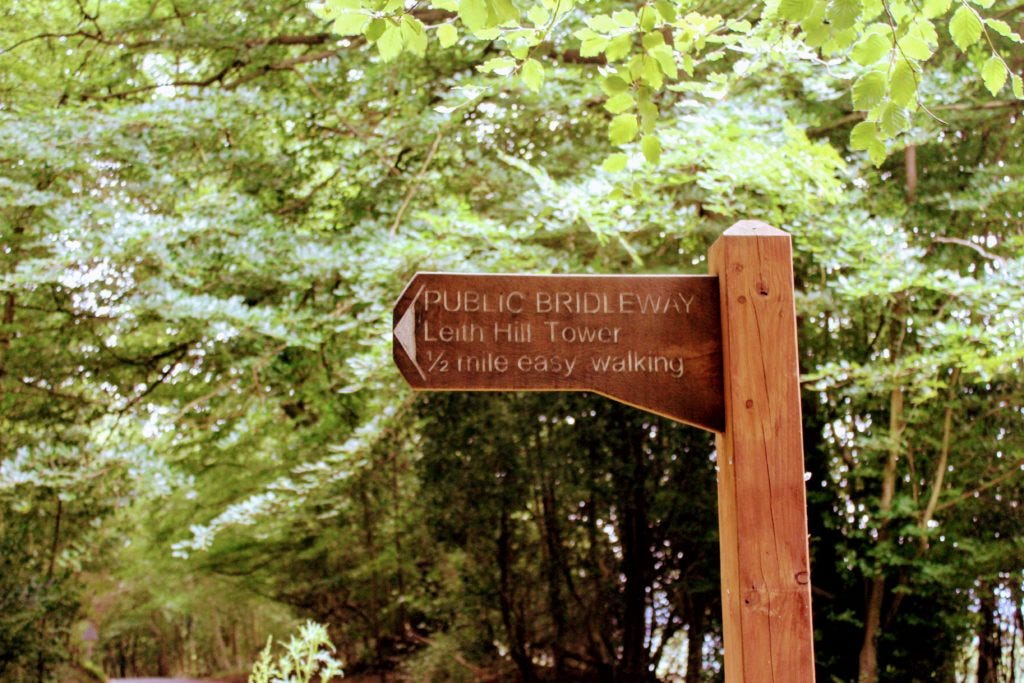 PUBLIC BRIDLEWAY
Leith Hill Tower
½ mile easy walking